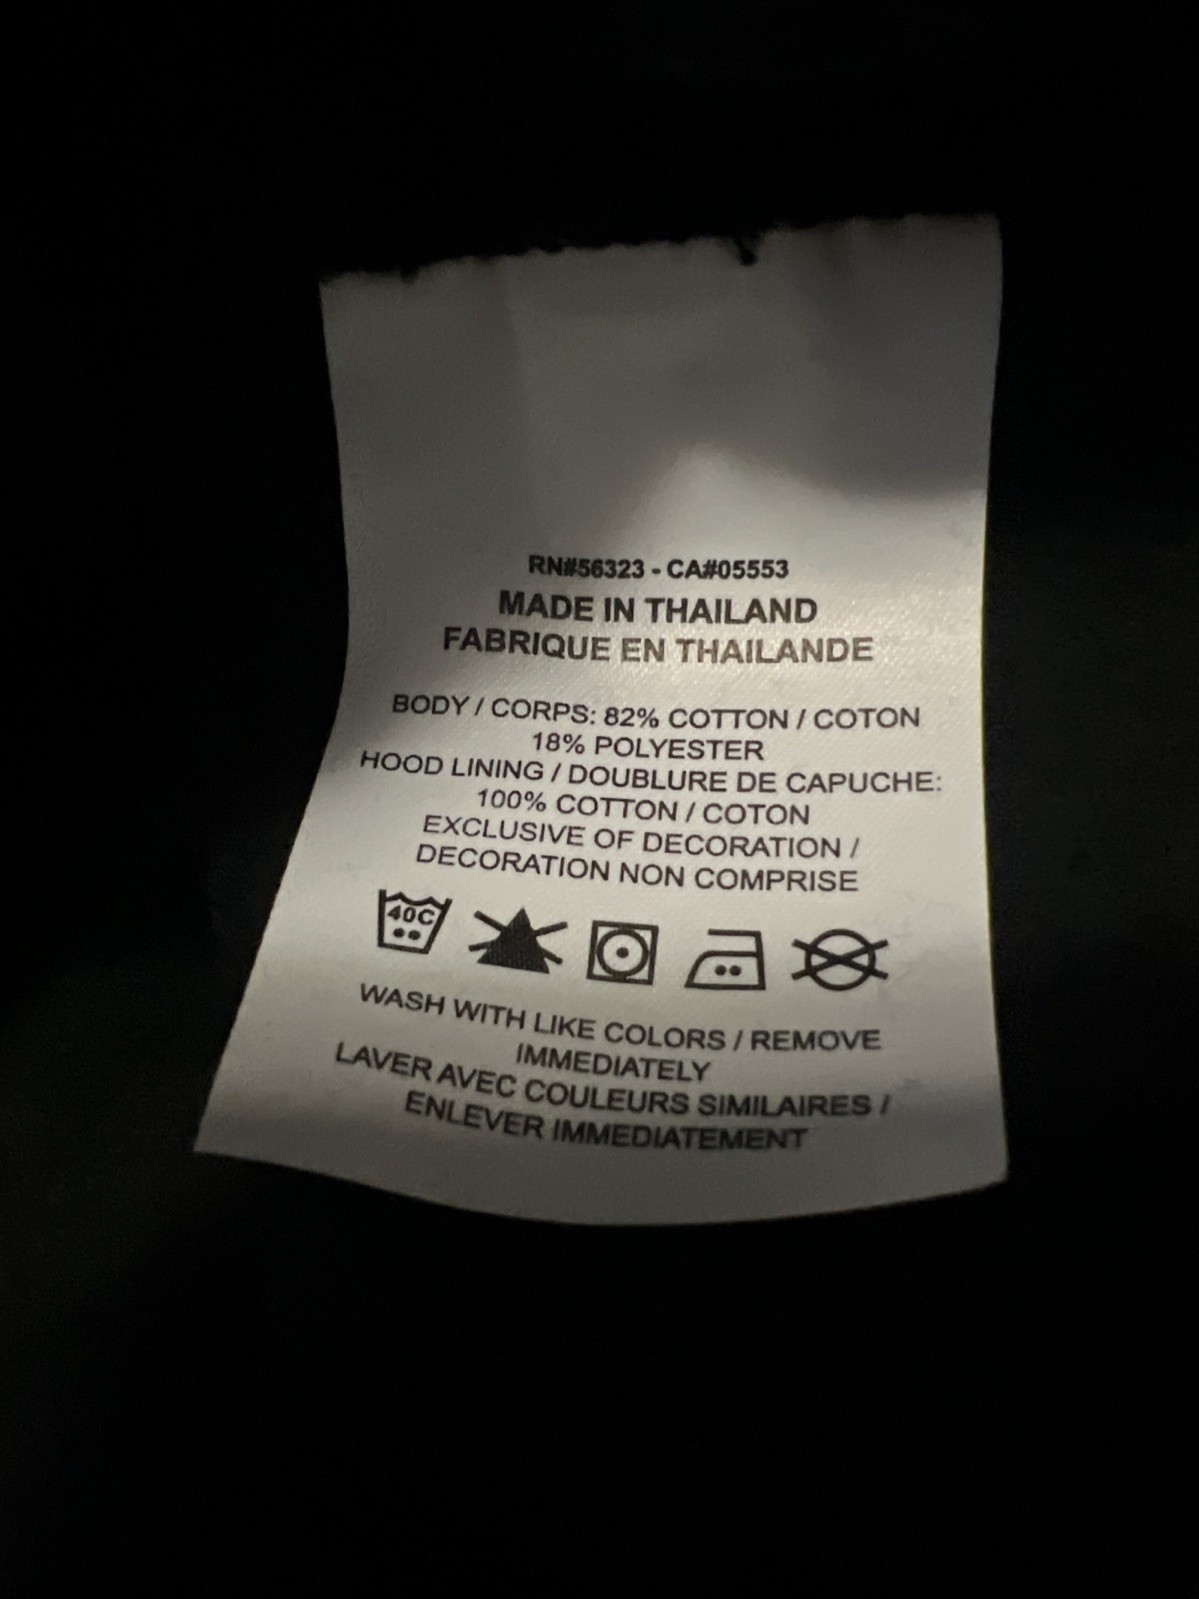 RN#56323 - CA#05553
MADE IN THAILAND
FABRIQUE EN THAILANDE
BODY / CORPS: 82% COTTON / COTON
18% POLYESTER
HOOD LINING / DOUBLURE DE CAPUCHE:
100% COTTON / COTON
EXCLUSIVE OF DECORATION /
DECORATION NON COMPRISE
40C
WASH WITH LIKE COLORS / REMOVE
IMMEDIATELY
LAVER AVEC COULEURS SIMILAIRES /
ENLEVER IMMEDIATEMENT